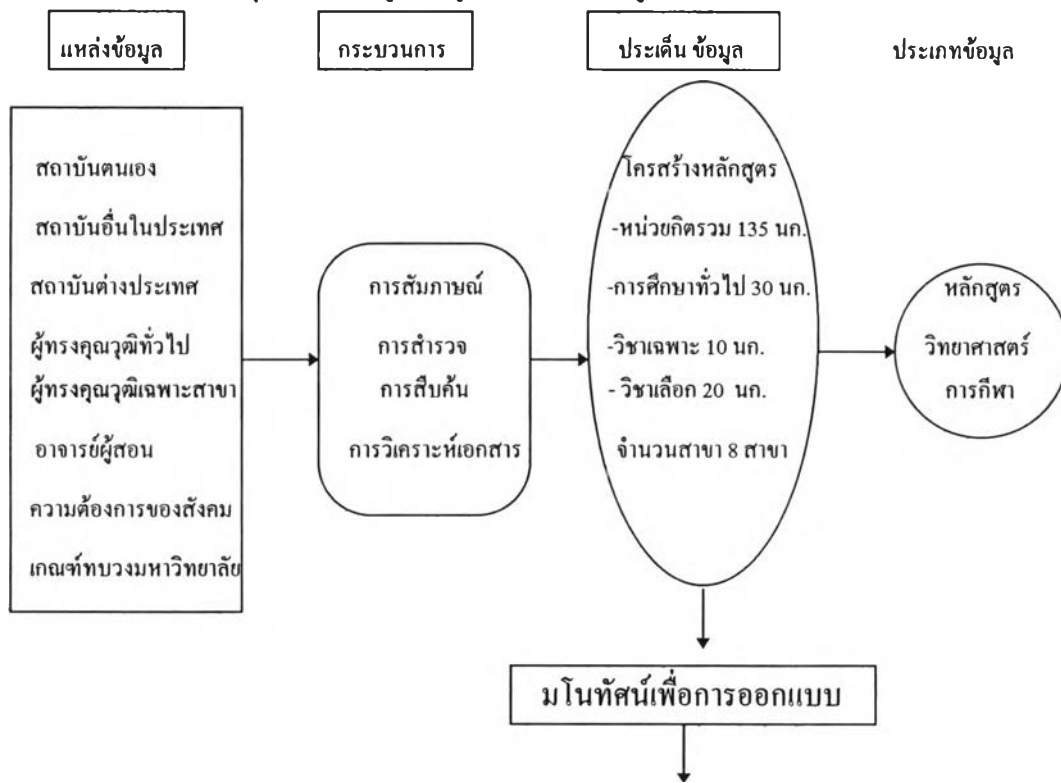 แหล่งข้อมูล
กระบวนการ
ประเด็น ข้อมูล
ประเภทข้อมูล
สถาบันตนเอง
สถาบันอื่นในประเทศ
สถาบันต่างประเทศ
ผู้ทรงคุณวุฒิทั่วไป
ผู้ทรงคุณวุฒิเฉพาะสาขา
อาจารย์ผู้สอน
ความต้องการของสังคม
เกณฑ์ทบวงมหาวิทยาลัย
การสัมภาษณ์
การสำรวจ
การสืบค้น
การวิเคราะห์เอกสาร
โครสร้างหลักสูตร
-หน่วยกิตรวม 135 นก.
-การศึกษาทั่วไป 30 นก.
-วิชาเฉพาะ 10 นก.
- วิชาเลือก 20 นก.
จำนวนสาขา 8 สาขา
หลักสูตร
วิทยาศาสตร์
การกีฬา
มโนทัศน์เพื่อการออกแบบ